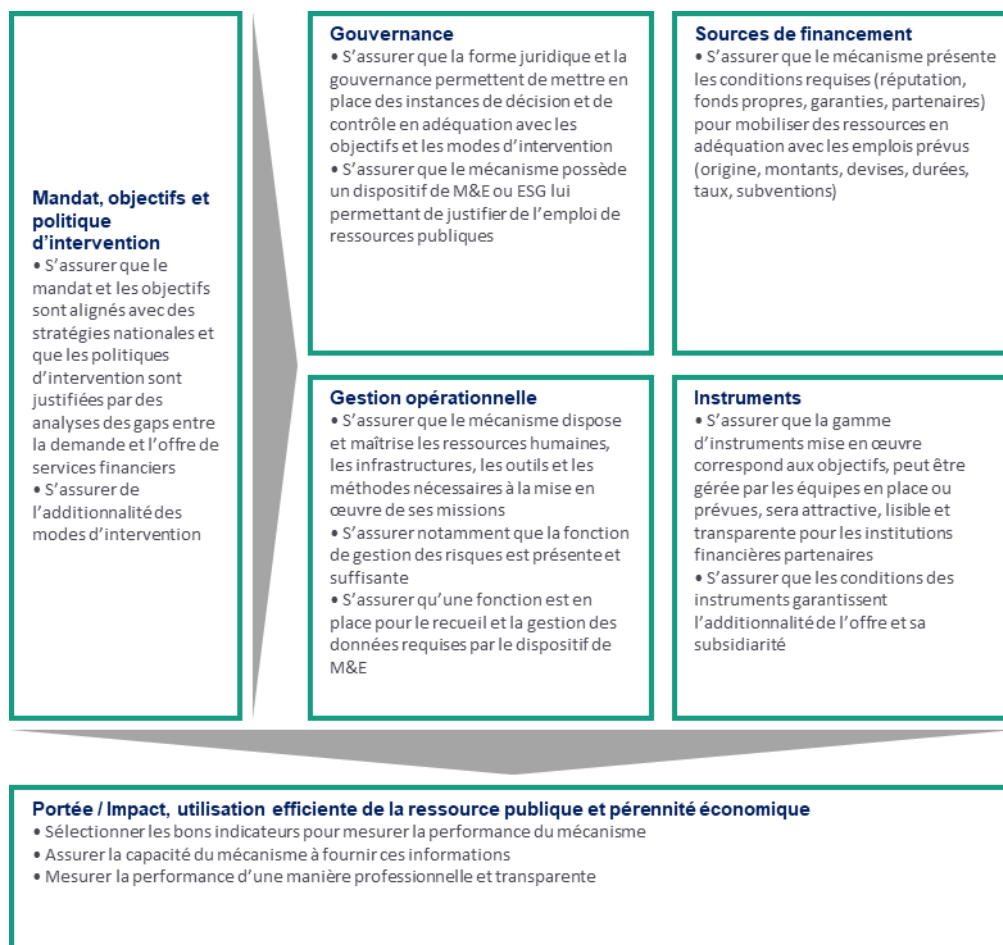 Mandat, objectifs et
politique
d'intervention
• S'assurer que le
mandat et les objectifs
sont alignés avec des
stratégies nationales et
que les politiques
d'intervention sont
justifiées par des
analyses des gaps entre
la demande et l'offre de
services financiers
• S'assurer de
l'additionnalité des
modes d'intervention
Gouvernance
• S'assurer que la forme juridique et la
gouvernance permettent de mettre en
place des instances de décision et de
contrôle en adéquation avec les
objectifs et les modes d'intervention
• S'assurer que le mécanisme possède
un dispositif de M&E ou ESG lui
permettant de justifier de l'emploi de
ressources publiques
Sources de financement
• S'assurer que le mécanisme présente
les conditions requises (réputation,
fonds propres, garanties, partenaires)
pour mobiliser des ressources en
adéquation avec les emplois prévus
(origine, montants, devises, durées,
taux, subventions)
Gestion opérationnelle
• S'assurer que le mécanisme dispose
et maîtrise les ressources humaines,
les infrastructures, les outils et les
méthodes nécessaires à la mise en
œuvre de ses missions
• S'assurer notamment que la fonction
de gestion des risques est présente et
suffisante
• S'assurer qu'une fonction est en
place pour le recueil et la gestion des
données requises par le dispositif de
M&E
Instruments
• S'assurer que la gamme
d'instruments mise en œuvre
correspond aux objectifs, peut être
gérée par les équipes en place ou
prévues, sera attractive, lisible et
transparente pour les institutions
financières partenaires
• S'assurer que les conditions des
instruments garantissent
l'additionnalité de l'offre et sa
subsidiarité
Portée / Impact, utilisation efficiente de la ressource publique et pérennité économique
• Sélectionner les bons indicateurs pour mesurer la performance du mécanisme
• Assurer la capacité du mécanisme à fournir ces informations
• Mesurer la performance d'une manière professionnelle et transparente